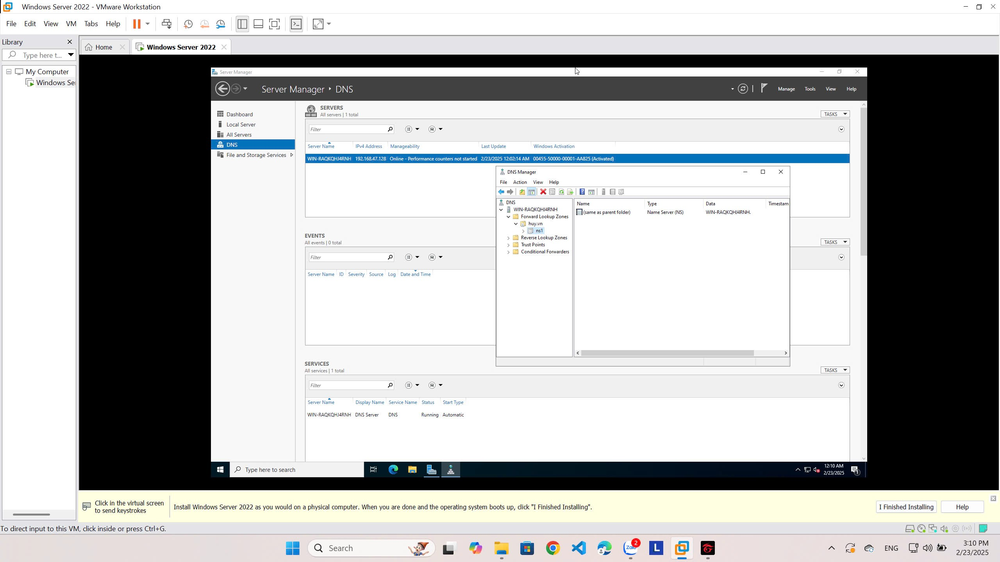 Windows Server 2022 - VMware Workstation
File Edit View VM Tabs Help
Library
Type here t...
Home
Windows Server 2022
My Computer
Windows Ser
Server Manager
Server Manager DNS
Manage Tools View Help
Dashboard
Local Server
All Servers
DNS
File and Storage Services
SERVERS
All servers | 1 total
TASKS
Filter
Server Name IPv4 Address Manageability Last Update Windows Activation
WIN-RAQKQHJ4RNH 192.168.47.128 Online - Performance counters not started 2/23/2025 12:02:14 AM 00455-50000-00001-AA825 (Activated)
DNS Manager
File Action View Help
DNS
WIN-RAQKQHJ4RNH
Forward Lookup Zones
huy.vn
ns1
Reverse Lookup Zones
Trust Points
Conditional Forwarders
Name Type Data Timestam
(same as parent folder) Name Server (NS) WIN-RAQKQHJ4RNH.
EVENTS
All events | 0 total
TASKS
Filter
Server Name ID Severity Source Log Date and Time
SERVICES
All services | 1 total
TASKS
Filter
Server Name Display Name Service Name Status Start Type
WIN-RAQKQHJ4RNH DNS Server DNS Running Automatic
Type here to search
12:10 AM
2/23/2025
1
Click in the virtual screen
to send keystrokes
Install Windows Server 2022 as you would on a physical computer. When you are done and the operating system boots up, click "I Finished Installing".
I Finished Installing
Help
To direct input to this VM, click inside or press Ctrl+G.
Search
Zalo
2
L
ENG
3:10 PM
2/23/2025